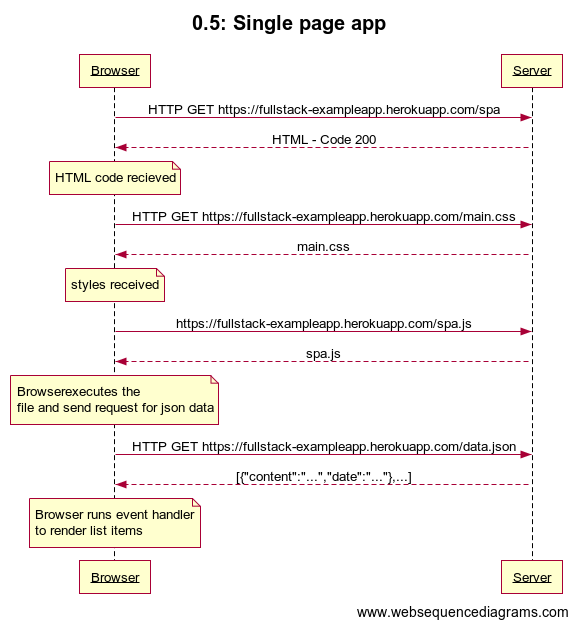 0.5: Single page app
Browser
Server
HTTP GET https://fullstack-exampleapp.herokuapp.com/spa
HTML - Code 200
HTML code recieved
HTTP GET https://fullstack-exampleapp.herokuapp.com/main.css
main.css
styles received
https://fullstack-exampleapp.herokuapp.com/spa.js
spa.js
Browserexecutes the
file and send request for json data
HTTP GET https://fullstack-exampleapp.herokuapp.com/data.json
[{"content":"...","date":"..."},...]
Browser runs event handler
to render list items
Browser
Server
www.websequencediagrams.com